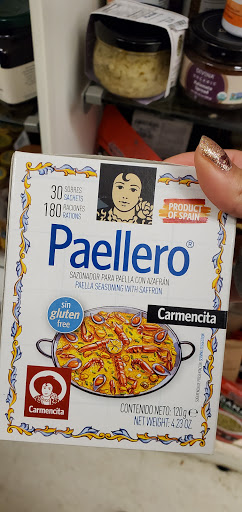 30 SOBRES
SACHETS
180 RACIONES
RATIONS
PRODUCT
OF SPAIN
Paellero®
SAZONADOR PARA PAELLA CON AZAFRÁN
PAELLA SEASONING WITH SAFFRON
sin
gluten
free
Carmencita
Carmencita
CONTENIDO NETO: 120 g
NET WEIGHT: 4.23 OZ.